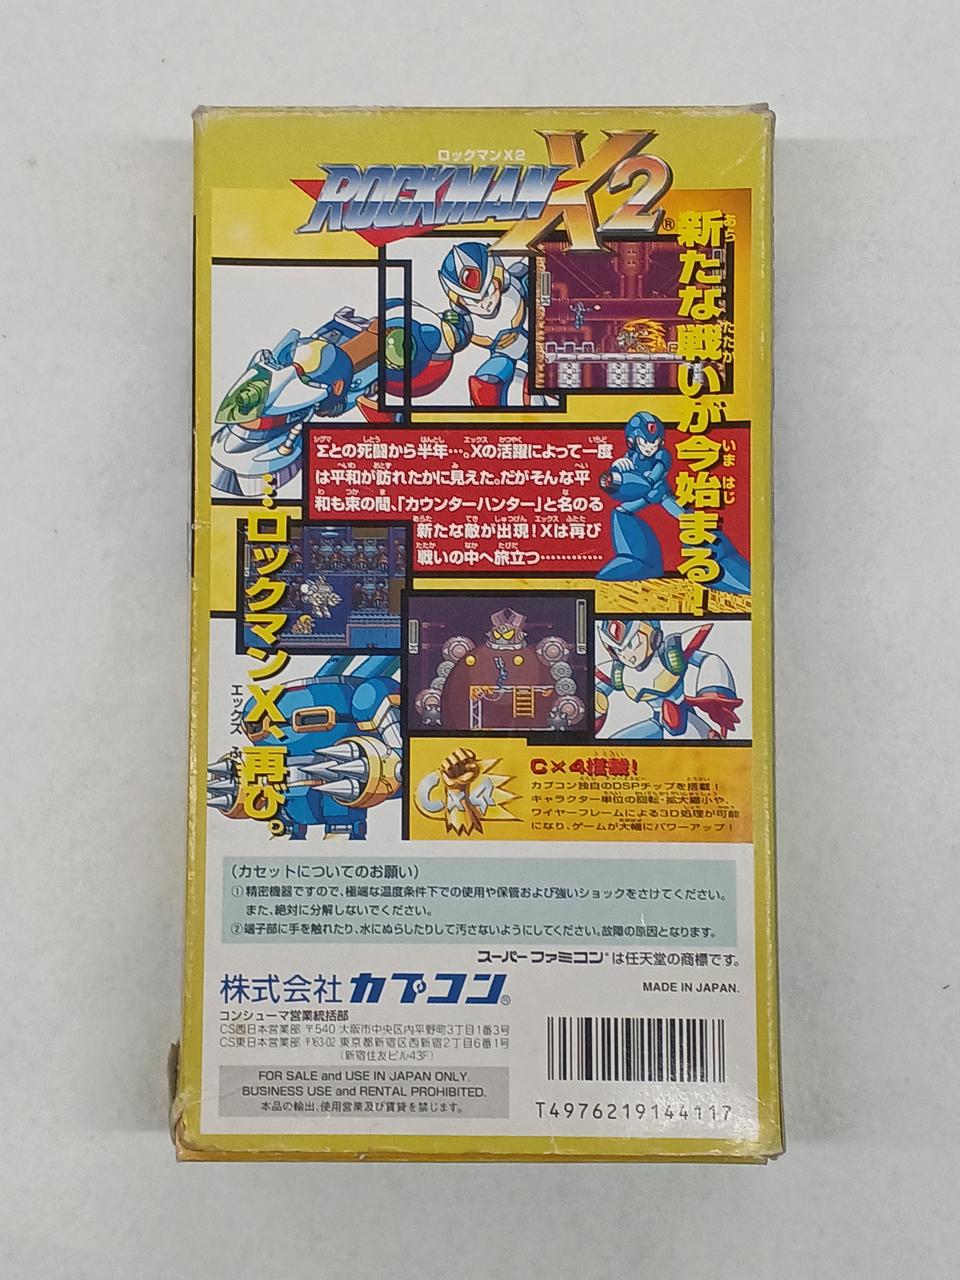 ロックマンX2
ROCKMAN X2®
新たな戦いが今始まる!
Σとの死闘から半年…。Xの活躍によって一度
は平和が訪れたかに見えた。だがそんな平
和も束の間、「カウンターハンター」と名のる
新たな敵が出現!Xは再び
戦いの中へ旅立つ…………
…ロックマンX、再び。
CX4
CX4搭載!
カプコン独自のDSPチップを搭載!
キャラクター単位の回転・拡大縮小や、
ワイヤーフレームによる3D処理が可能
になり、ゲームが大幅にパワーアップ!
(カセットについてのお願い)
①精密機器ですので、極端な温度条件下での使用や保管および強いショックをさけてください。
また、絶対に分解しないでください。
②端子部に手を触れたり、水にぬらしたりして汚さないようにしてください。故障の原因となります。
スーパーファミコン®は任天堂の商標です。
株式会社カプコン®
MADE IN JAPAN.
コンシューマ営業統括部
CS西日本営業部 〒540 大阪市中央区内平野町3丁目1番3号
CS東日本営業部 〒163-02 東京都新宿区西新宿2丁目6番1号
(新宿住友ビル43F)
FOR SALE and USE IN JAPAN ONLY.
BUSINESS USE and RENTAL PROHIBITED.
本品の輸出、使用営業及び賃貸を禁じます。
T4976219144117